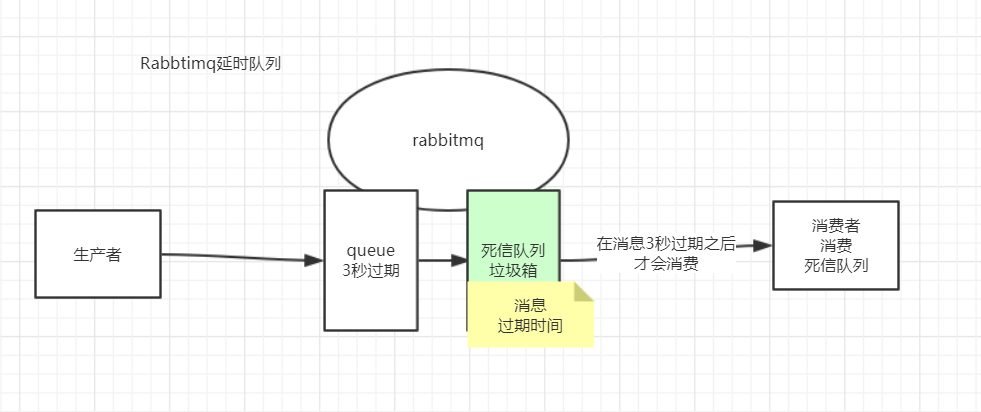 Rabbtimq延时队列
rabbitmq
生产者
queue
3秒过期
死信队列
垃圾箱
消息
过期时间
在消息3秒过期之后
才会消费
消费者
消费
死信队列